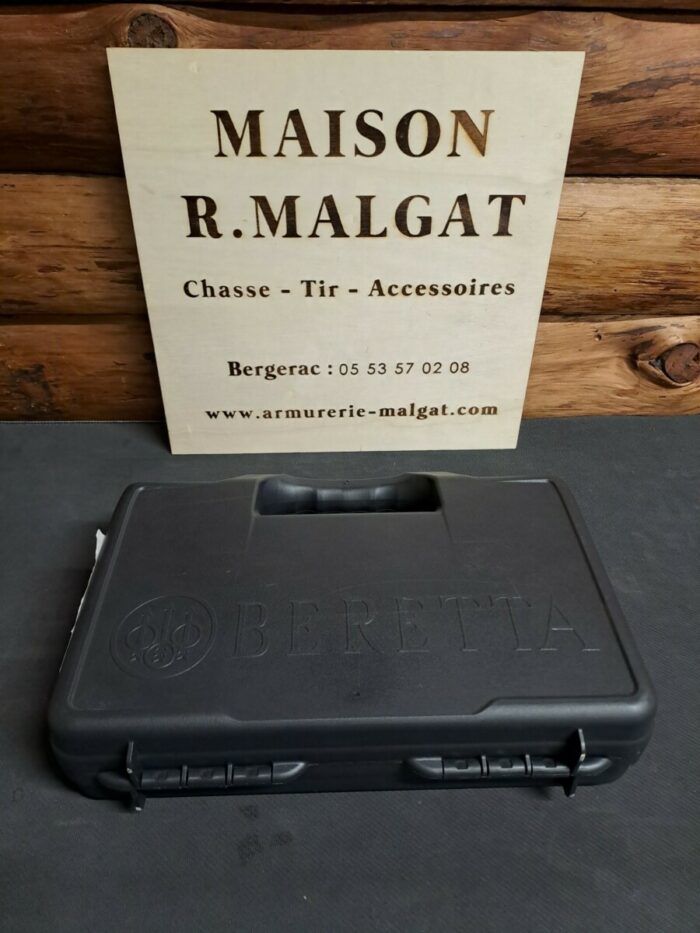 MAISON
R.MALGAT
Chasse - Tir - Accessoires
Bergerac : 05 53 57 02 08
www.armurerie-malgat.com
BERETTA